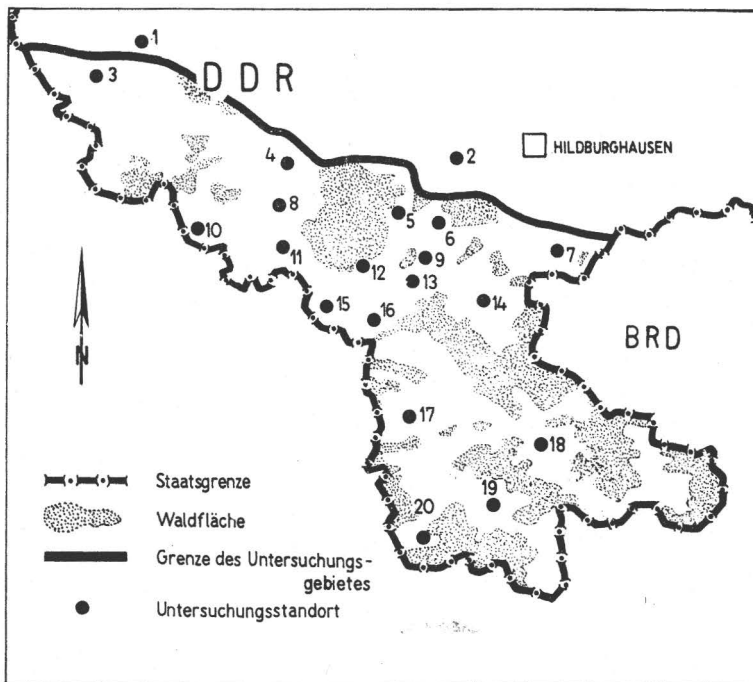 1
3
DDR
4
2
HILDBURGHAUSEN
8
5
6
10
11
9
7
12
13
15
16
14
N
BRD
17
18
Staatsgrenze
19
Waldfläche
20
Grenze des Untersuchungs-
gebietes
Untersuchungsstandort